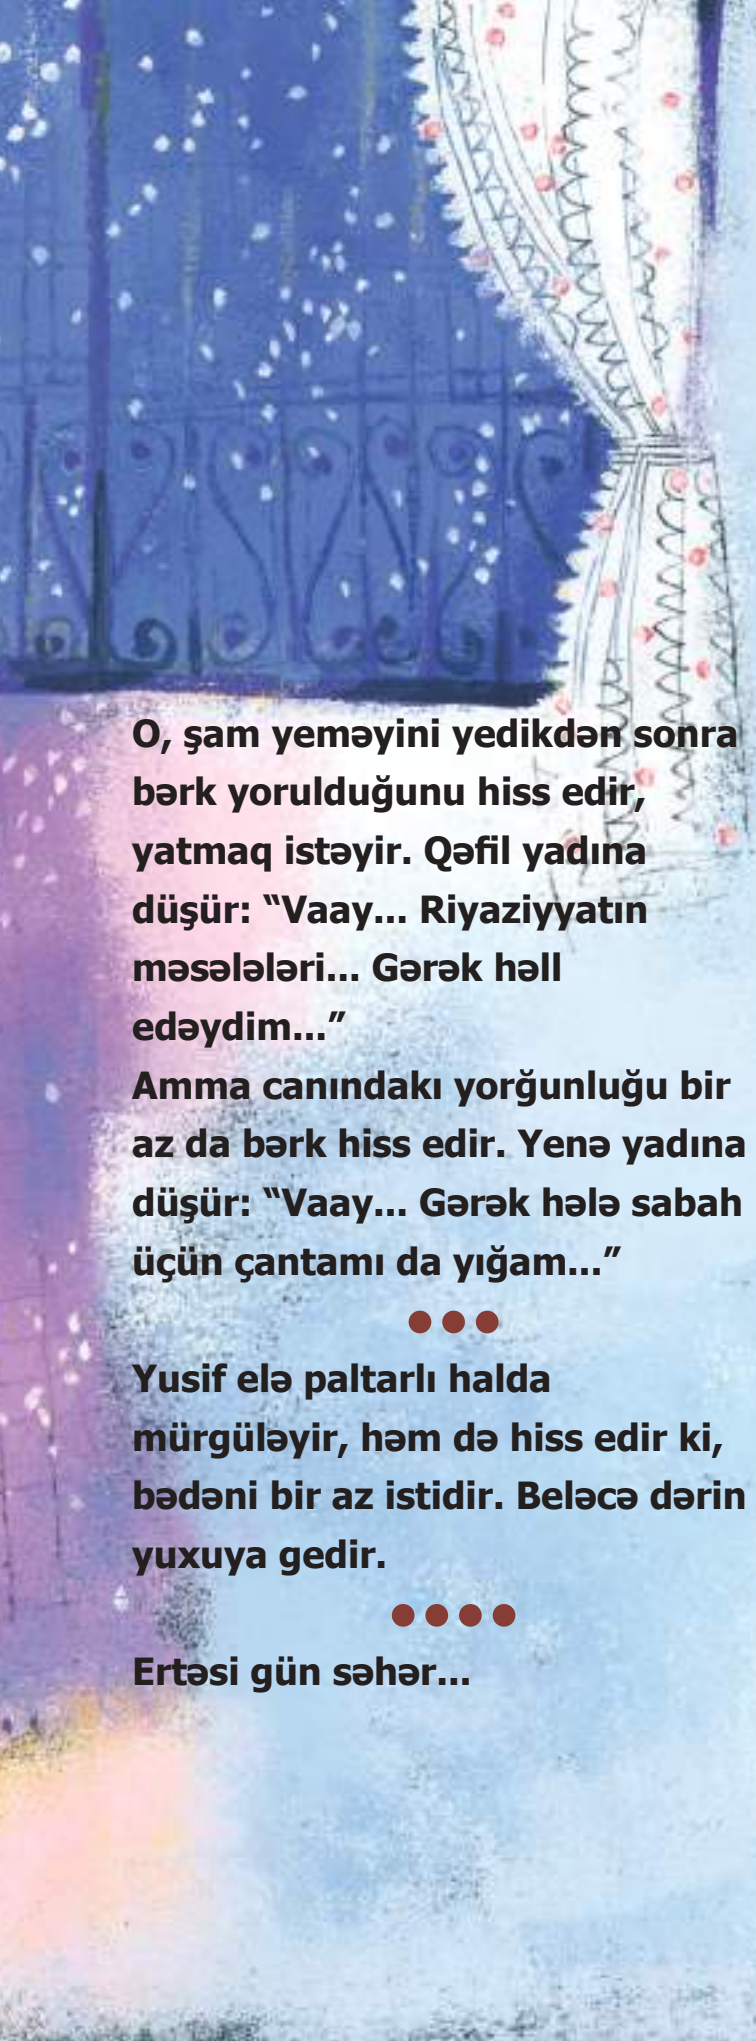 O, şam yeməyini yedikdən sonra
bərk yorulduğunu hiss edir,
yatmaq istəyir. Qəfil yadına
düşür: “Vaay... Riyaziyyatın
məsələləri... Gərək həll
edəydim...”
Amma canındakı yorğunluğu bir
az da bərk hiss edir. Yenə yadına
düşür: “Vaay... Gərək hələ sabah
üçün çantamı da yığam...”
●●●
Yusif elə paltarlı halda
mürgüləyir, həm də hiss edir ki,
bədəni bir az istidir. Beləcə dərin
yuxuya gedir.
●●●●
Ertəsi gün səhər...